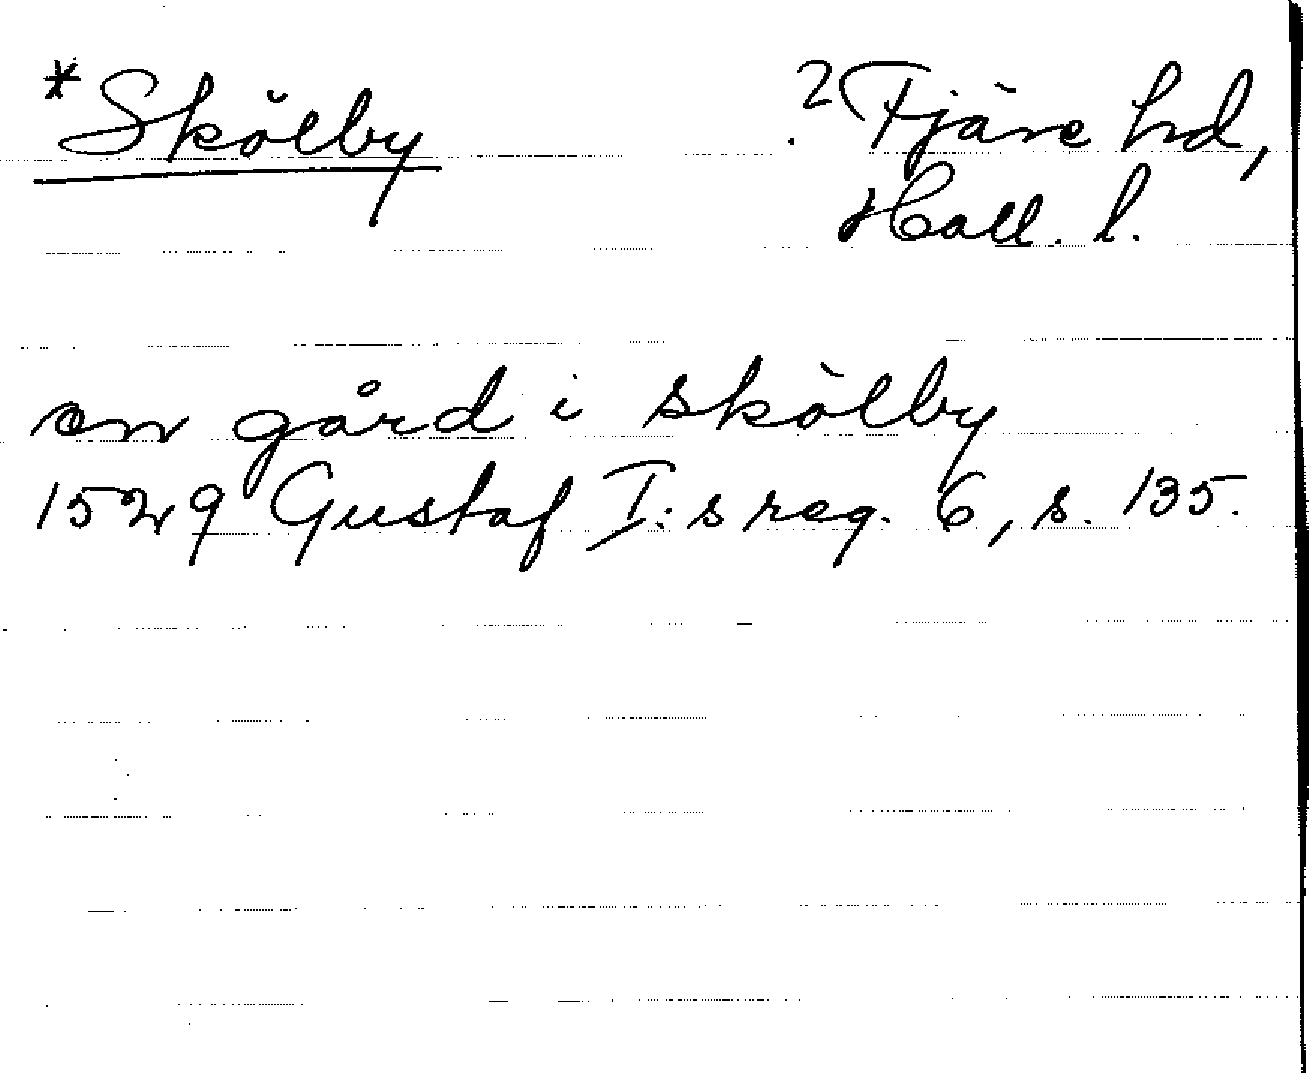 *Skölby ? Fjäre hd,
Hall. l.
en gård i skölby
1529 Gustaf I:s reg. 6, s. 135.